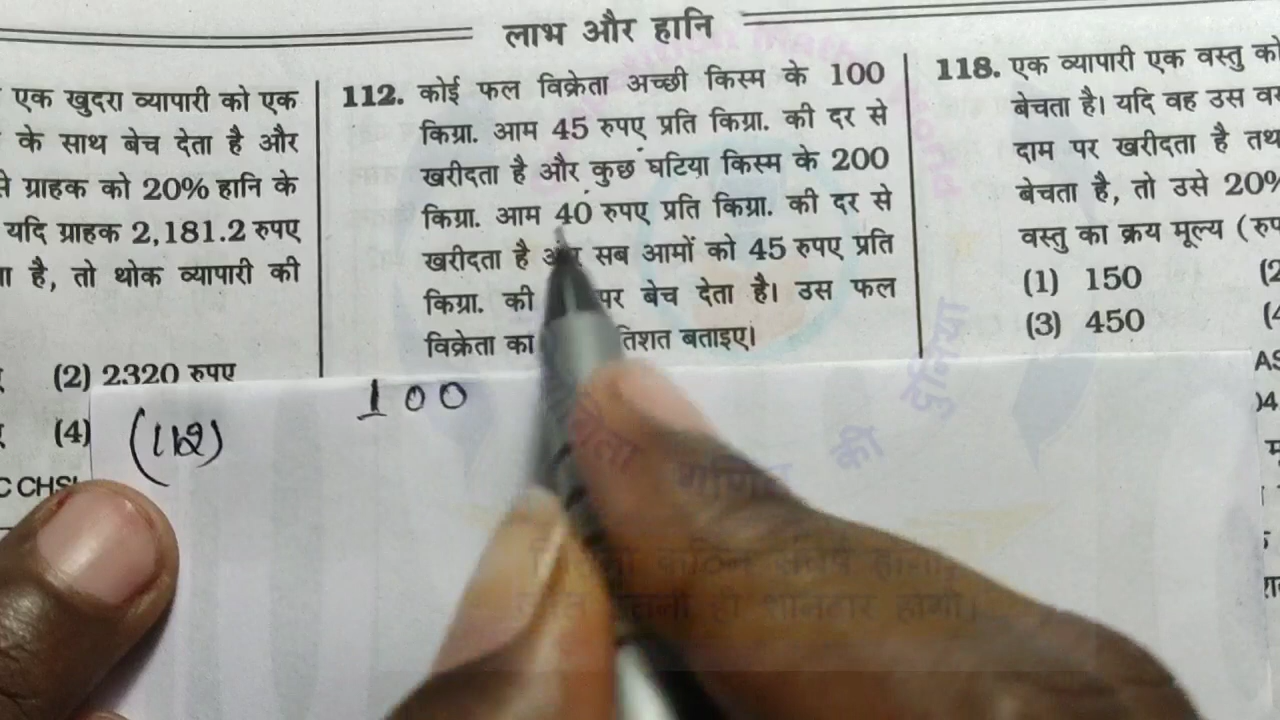 लाभ और हानि
एक खुदरा व्यापारी को एक
के साथ बेच देता है और
ग्राहक को 20% हानि के
यदि ग्राहक 2,181.2 रुपए
है, तो थोक व्यापारी की
(2) 2320 रुपए
(4)
112. कोई फल विक्रेता अच्छी किस्म के 100
किग्रा. आम 45 रुपए प्रति किग्रा. की दर से
खरीदता है और कुछ घटिया किस्म के 200
किग्रा. आम 40 रुपए प्रति किग्रा. की दर से
खरीदता है सब आमों को 45 रुपए प्रति
किग्रा. की पर बेच देता है। उस फल
विक्रेता का बताइए।
118. एक व्यापारी एक वस्तु को
बेचता है। यदि वह उस
दाम पर खरीदता है
बेचता है, तो उसे 20%
वस्तु का क्रय मूल्य
(1) 150
(3) 450
(112)
100
गणित की
दुनिया